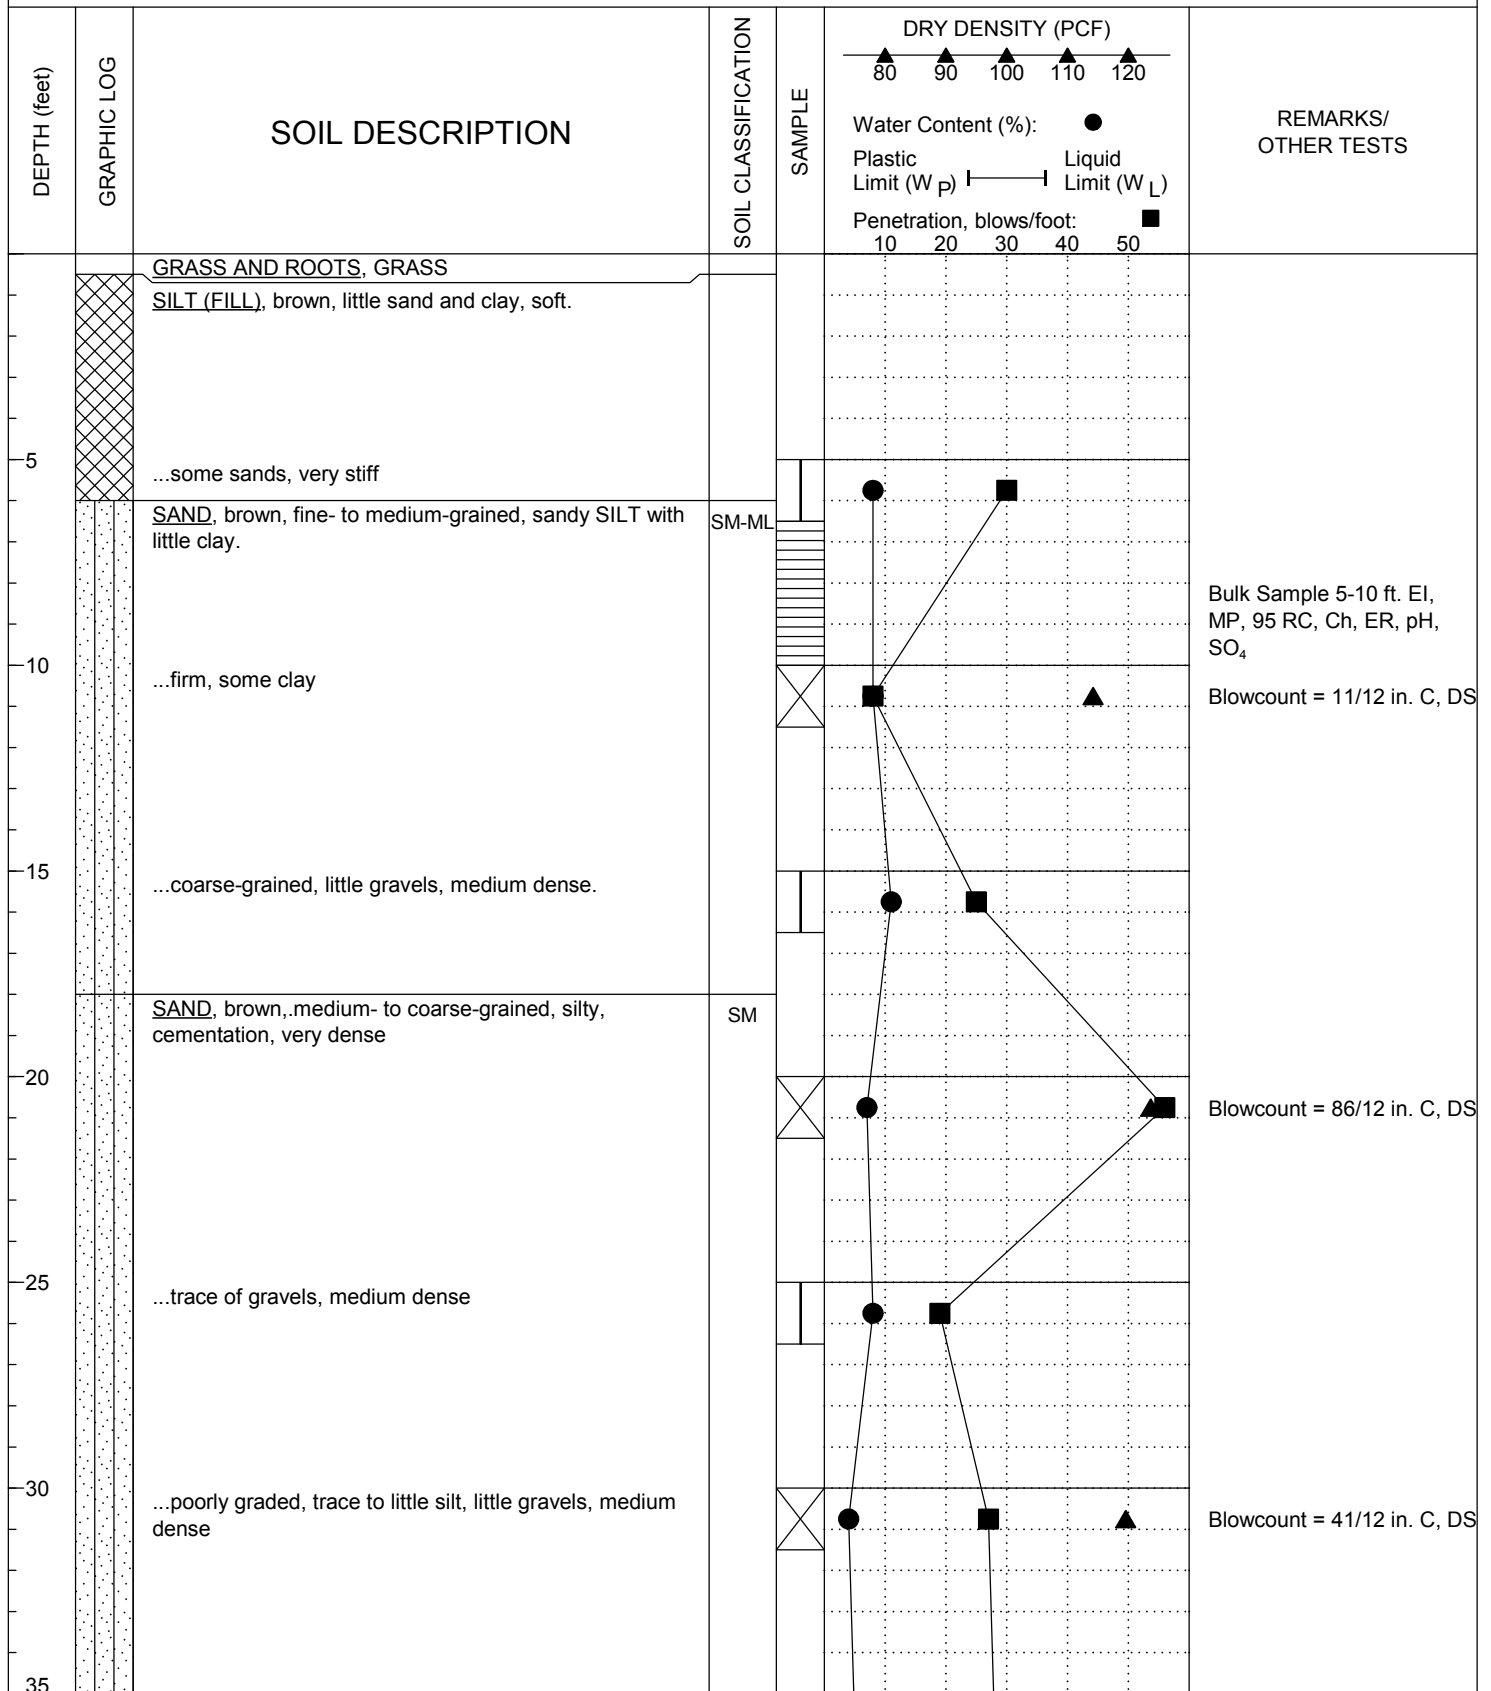 DEPTH (feet)
GRAPHIC LOG
SOIL DESCRIPTION
SOIL CLASSIFICATION
SAMPLE
DRY DENSITY (PCF)
80 90 100 110 120
Water Content (%):
Plastic
Limit (W P)
Liquid
Limit (W L)
Penetration, blows/foot:
10 20 30 40 50
REMARKS/
OTHER TESTS
GRASS AND ROOTS, GRASS
SILT (FILL), brown, little sand and clay, soft.
5
...some sands, very stiff
SAND, brown, fine- to medium-grained, sandy SILT with
little clay.
SM-ML
Bulk Sample 5-10 ft. EI,
MP, 95 RC, Ch, ER, pH,
SO₄
10
...firm, some clay
Blowcount = 11/12 in. C, DS
15
...coarse-grained, little gravels, medium dense.
SAND, brown,.medium- to coarse-grained, silty,
cementation, very dense
SM
20
Blowcount = 86/12 in. C, DS
25
...trace of gravels, medium dense
30
...poorly graded, trace to little silt, little gravels, medium
dense
Blowcount = 41/12 in. C, DS
35